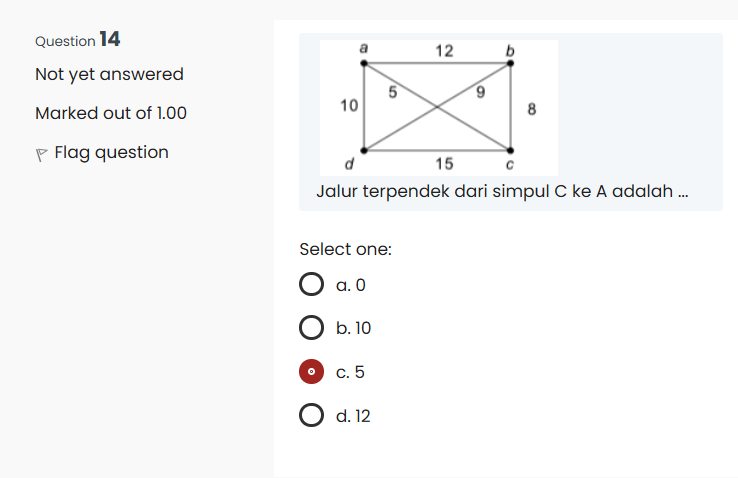 Question 14
Not yet answered
Marked out of 1.00
Flag question
a 12 b
5 9
10 8
d 15 c
Jalur terpendek dari simpul C ke A adalah ...
Select one:
a. 0
b. 10
c. 5
d. 12